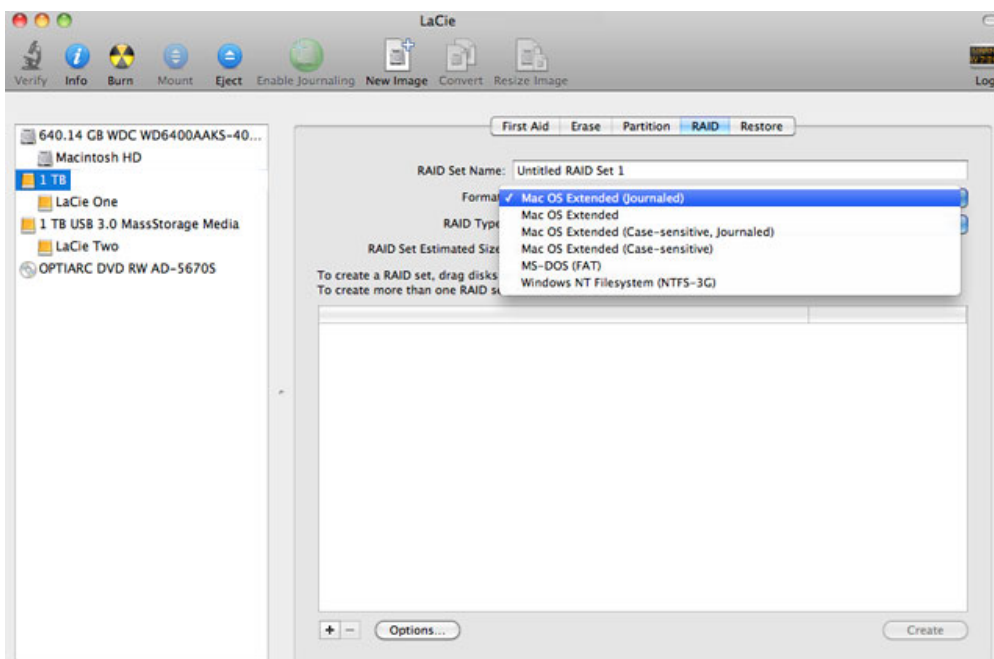 LaCie
Verify Info Burn Mount Eject Enable Journaling New Image Convert Resize Image Log
First Aid Erase Partition RAID Restore
640.14 GB WDC WD6400AAKS-40...
Macintosh HD
1 TB
LaCie One
1 TB USB 3.0 MassStorage Media
LaCie Two
OPTIARC DVD RW AD-5670S
RAID Set Name: Untitled RAID Set 1
Format
✓ Mac OS Extended (Journaled)
Mac OS Extended
Mac OS Extended (Case-sensitive, Journaled)
Mac OS Extended (Case-sensitive)
MS-DOS (FAT)
Windows NT Filesystem (NTFS-3G)
RAID Type
RAID Set Estimated Size
To create a RAID set, drag disks
To create more than one RAID se
+ − Options... Create